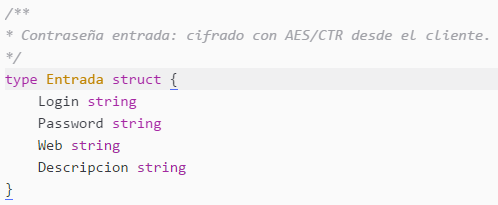 /**
* Contraseña entrada: cifrado con AES/CTR desde el cliente.
*/
type Entrada struct {
    Login string
    Password string
    Web string
    Descripcion string
}